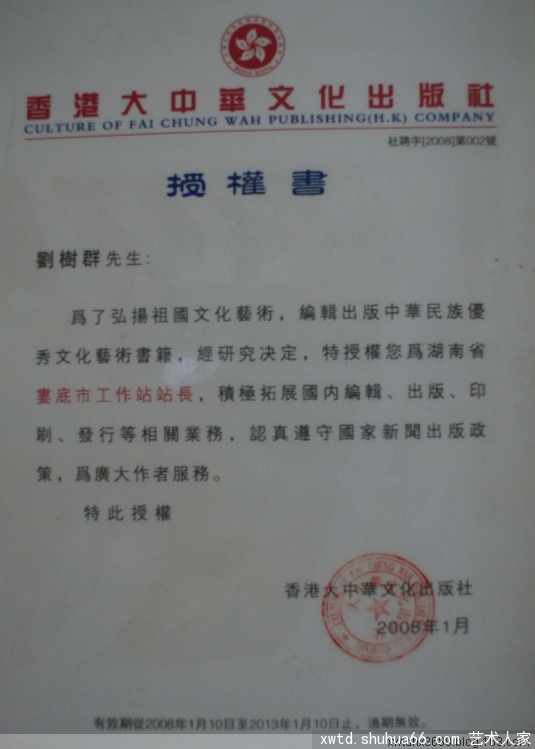 香港大中華文化出版社
CULTURE OF FAI CHUNG WAH PUBLISHING(H.K) COMPANY
社聘字[2008]第002號
授權書
劉樹群先生:
爲了弘揚祖國文化藝術，編輯出版中華民族優
秀文化藝術書籍，經研究决定，特授權您爲湖南省
婁底市工作站站長，積極拓展國内編輯、出版、印
刷、發行等相關業務，認真遵守國家新聞出版政
策，爲廣大作者服務。
特此授權
香港大中華文化出版社
2008年1月
有效期從2008年1月10日至2013年1月10日止，過期無效。
xwtd.shuhua66.com 艺术人家